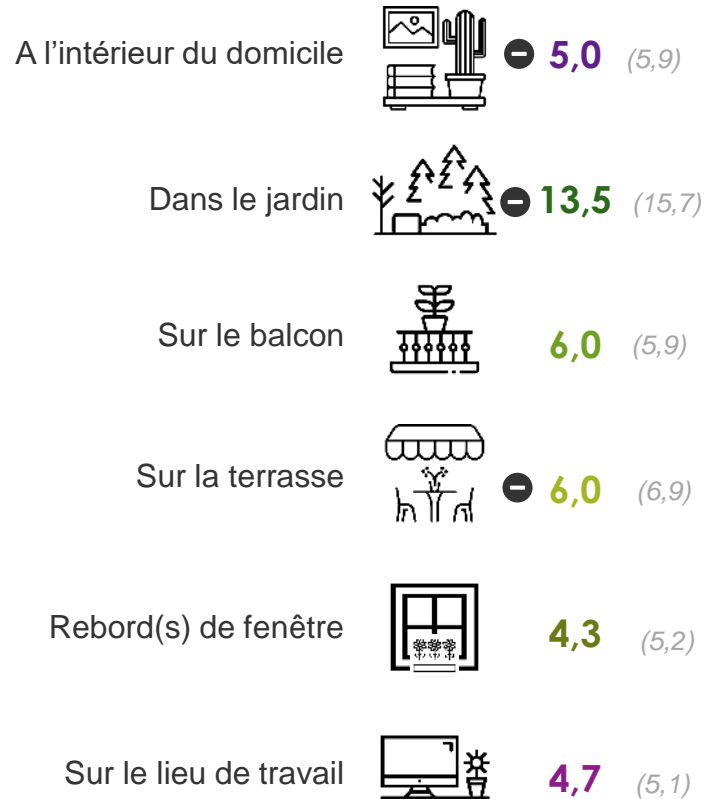 A l’intérieur du domicile 5,0 (5,9)
Dans le jardin 13,5 (15,7)
Sur le balcon 6,0 (5,9)
Sur la terrasse 6,0 (6,9)
Rebord(s) de fenêtre 4,3 (5,2)
Sur le lieu de travail 4,7 (5,1)